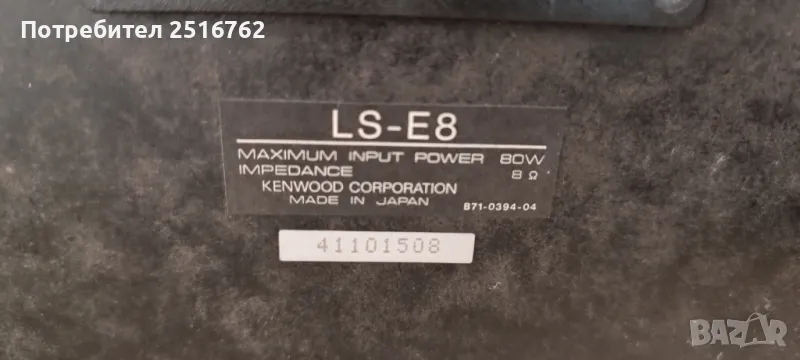 Потребител 2516762
LS-E8
MAXIMUM INPUT POWER 80W
IMPEDANCE 8 Ω
KENWOOD CORPORATION
MADE IN JAPAN B71-0394-04
41101508
BAZAR